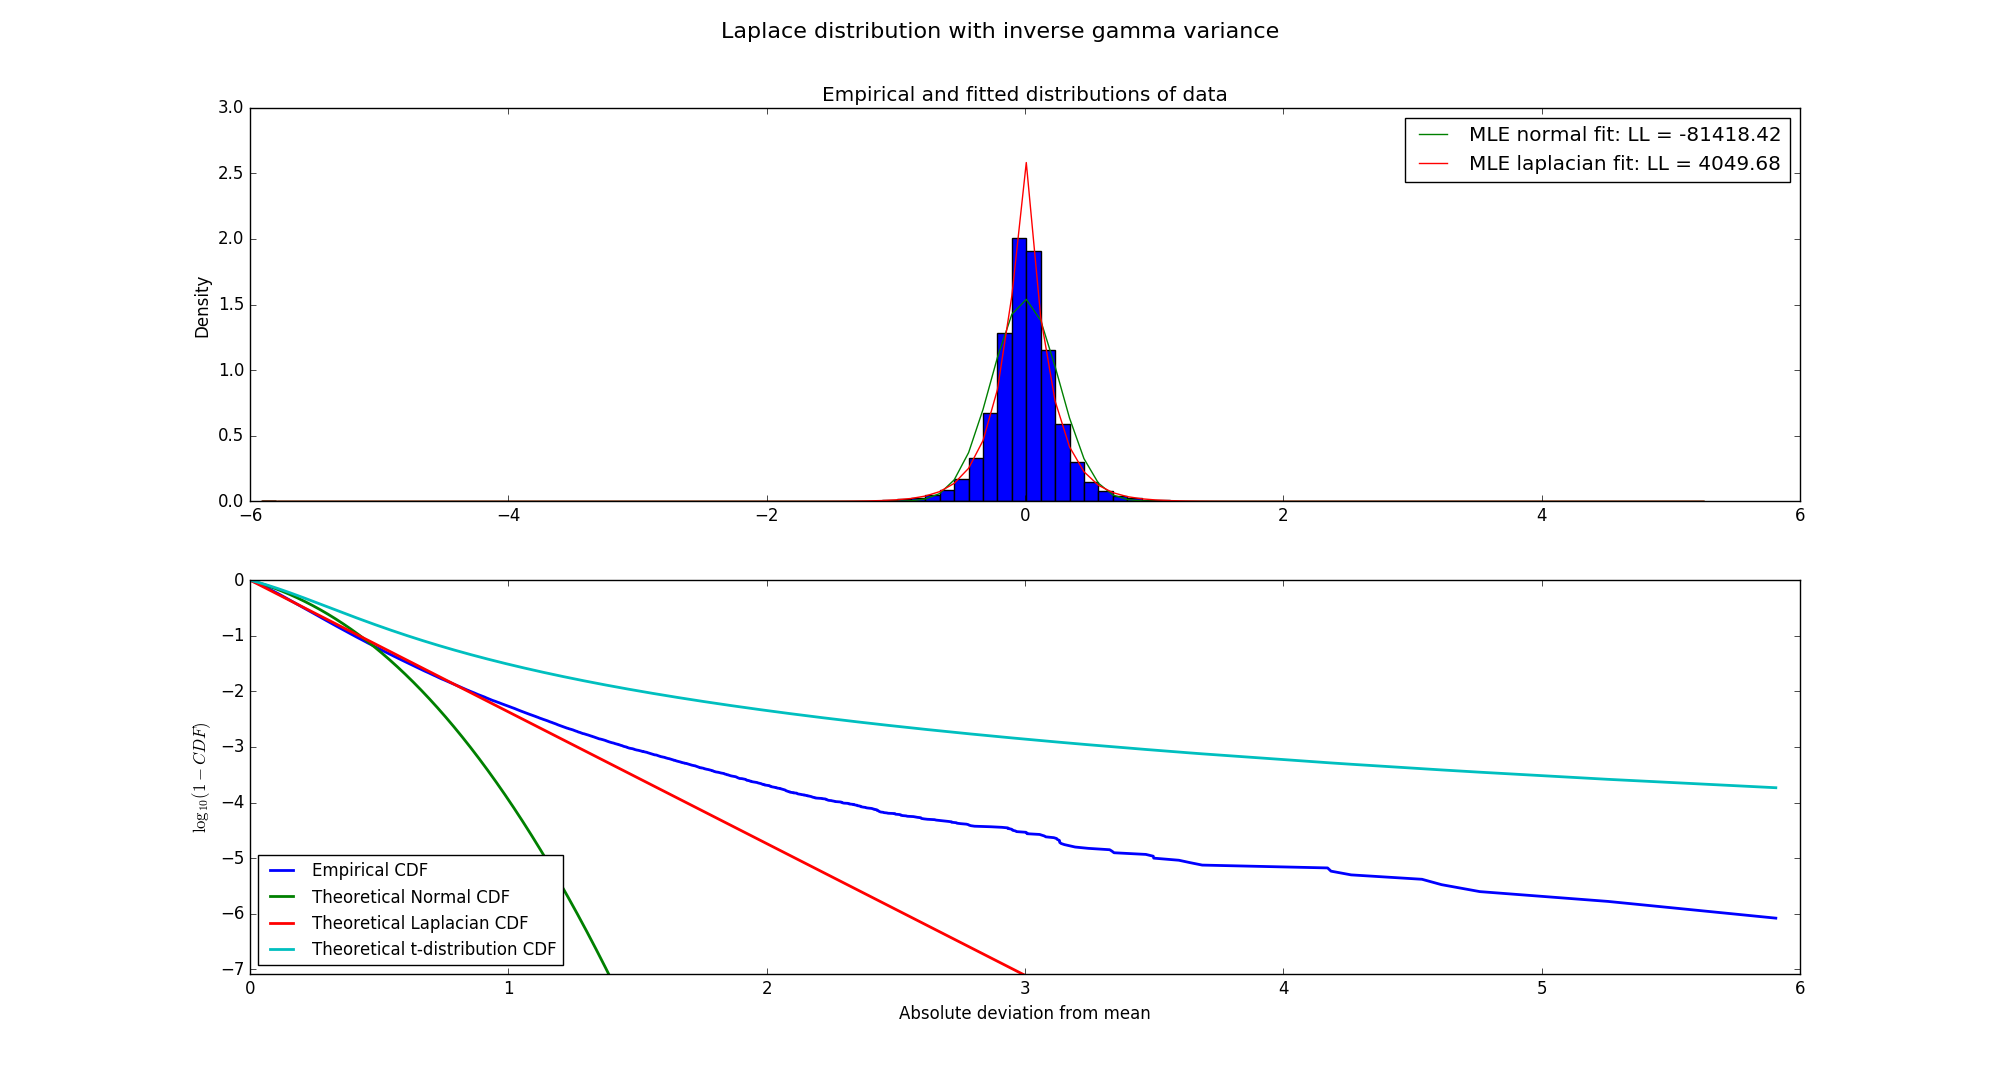 Laplace distribution with inverse gamma variance
Empirical and fitted distributions of data
3.0
2.5
2.0
1.5
1.0
0.5
0.0
Density
MLE normal fit: LL = -81418.42
MLE laplacian fit: LL = 4049.68
−6 −4 −2 0 2 4 6
0
−1
−2
−3
−4
−5
−6
−7
log₁₀(1 − CDF)
Empirical CDF
Theoretical Normal CDF
Theoretical Laplacian CDF
Theoretical t-distribution CDF
0 1 2 3 4 5 6
Absolute deviation from mean